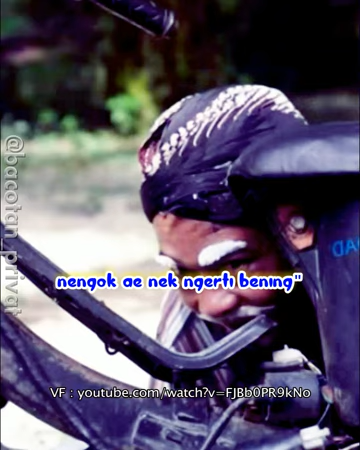 @bacotan_privat
nengok ae nek ngerti bening"
VF : youtube.com/watch?v=FJBb0PR9kNo